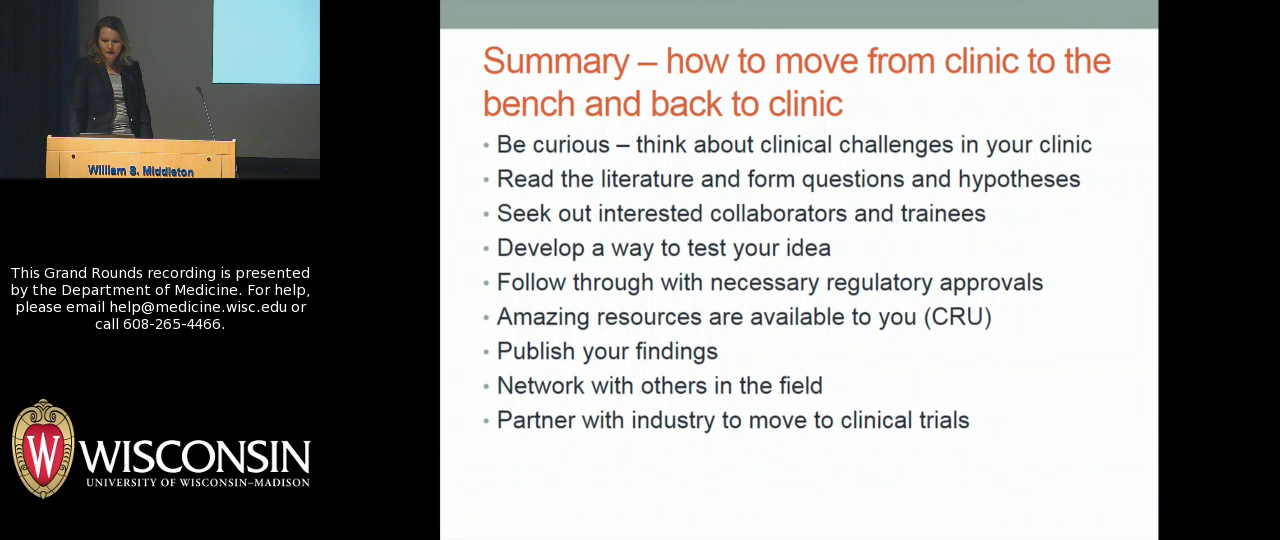 William S. Middleton
This Grand Rounds recording is presented
by the Department of Medicine. For help,
please email help@medicine.wisc.edu or
call 608-265-4466.
W
WISCONSIN
UNIVERSITY OF WISCONSIN–MADISON
Summary – how to move from clinic to the
bench and back to clinic
• Be curious – think about clinical challenges in your clinic
• Read the literature and form questions and hypotheses
• Seek out interested collaborators and trainees
• Develop a way to test your idea
• Follow through with necessary regulatory approvals
• Amazing resources are available to you (CRU)
• Publish your findings
• Network with others in the field
• Partner with industry to move to clinical trials